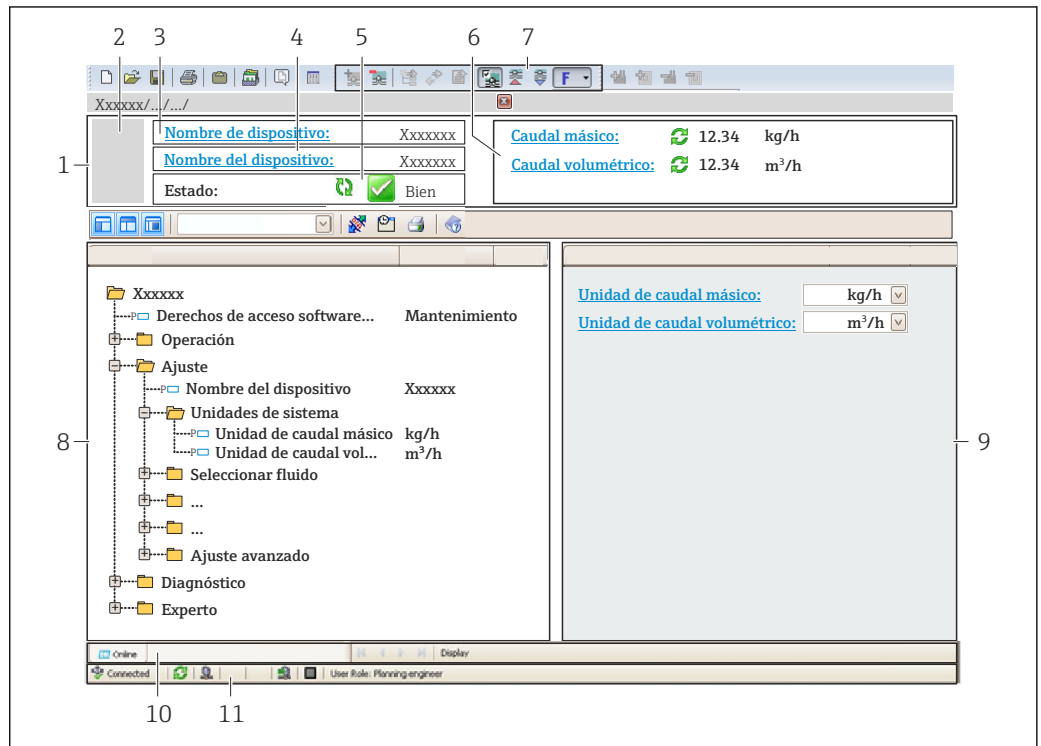 2 3 4 5 6 7
F
Xxxxxx/.../.../
1
Nombre de dispositivo: Xxxxxxx
Caudal másico: 12.34 kg/h
Nombre del dispositivo: Xxxxxxx
Caudal volumétrico: 12.34 m³/h
Estado: Bien
Xxxxxx
Derechos de acceso software... Mantenimiento
Operación
Ajuste
Nombre del dispositivo Xxxxxx
Unidades de sistema
Unidad de caudal másico kg/h
Unidad de caudal vol... m³/h
Seleccionar fluido
...
...
Ajuste avanzado
Diagnóstico
Experto
8
Unidad de caudal másico: kg/h
Unidad de caudal volumétrico: m³/h
9
Online Display
Connected User Role: Planning engineer
10 11